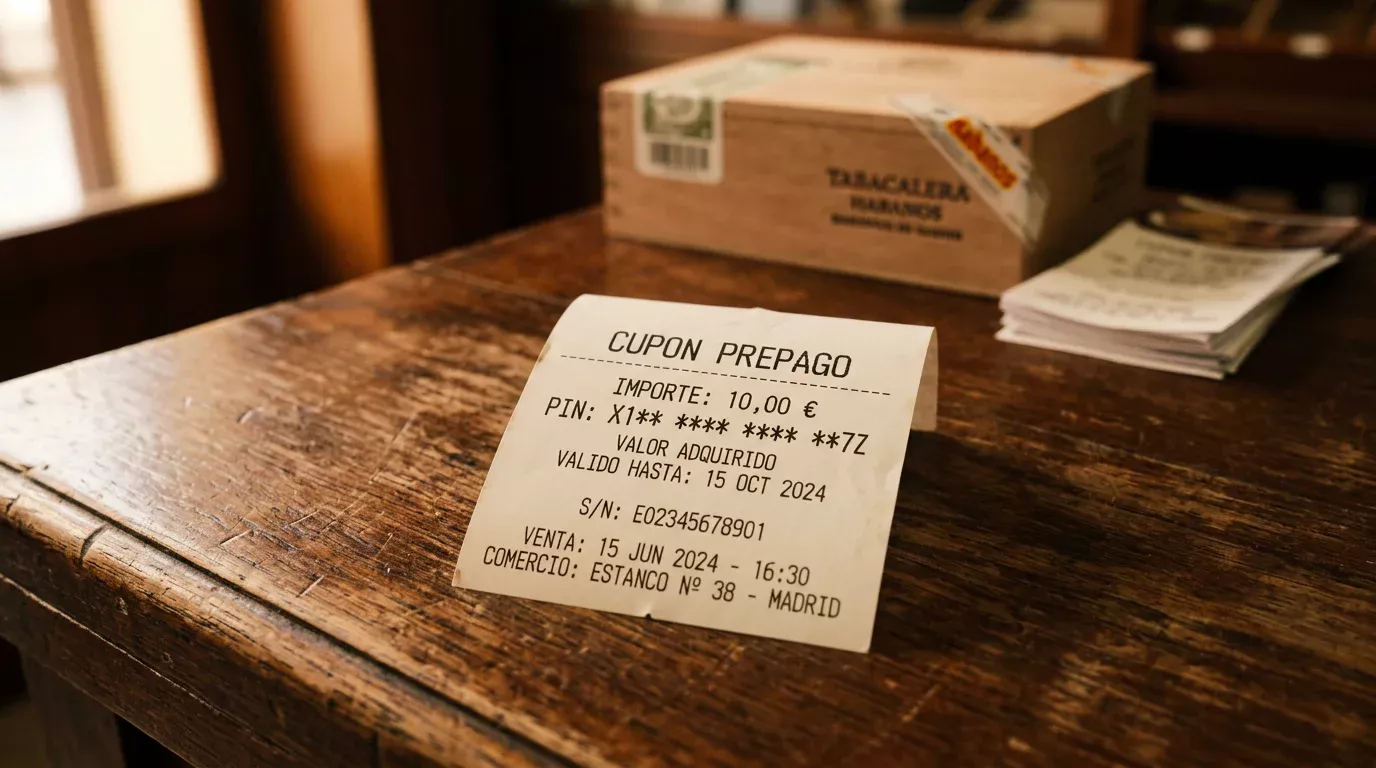 TABACALERA
HABANOS
CUPON PREPAGO
IMPORTE: 10,00 €
PIN: X1** **** **** **7Z
VALOR ADQUIRIDO
VALIDO HASTA: 15 OCT 2024
S/N: E02345678901
VENTA: 15 JUN 2024 - 16:30
COMERCIO: ESTANCO Nº 38 - MADRID